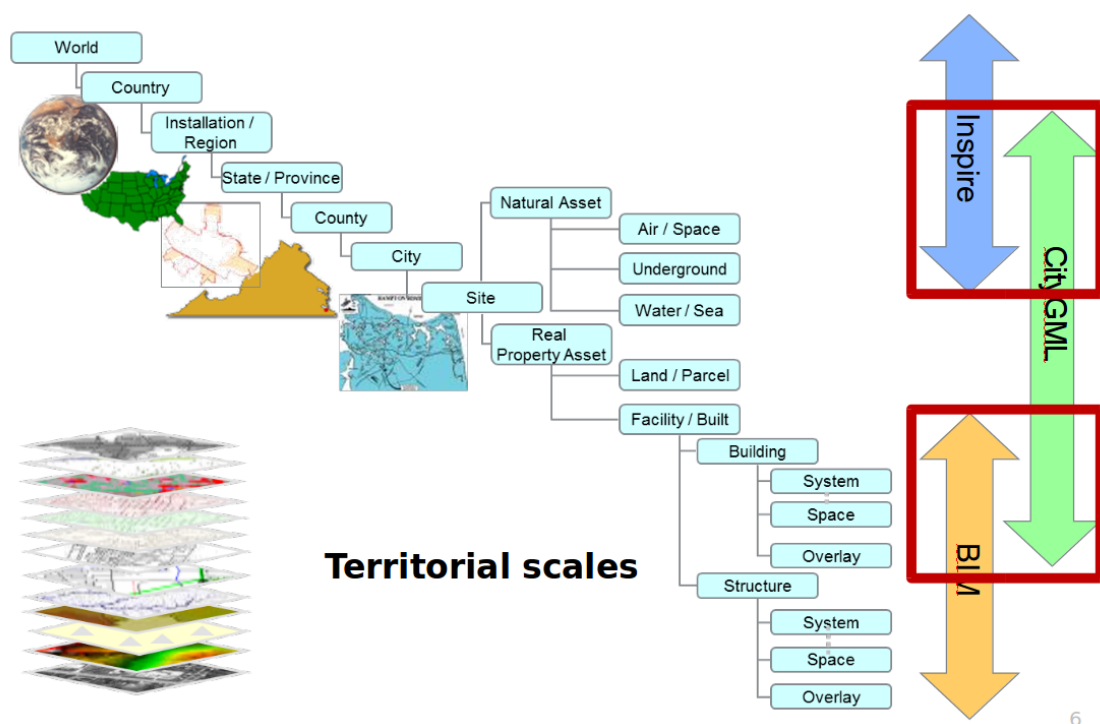 World
Country
Installation /
Region
State / Province
County
City
Site
Natural Asset
Air / Space
Underground
Water / Sea
Real
Property Asset
Land / Parcel
Facility / Built
Building
System
Space
Overlay
Structure
System
Space
Overlay
Territorial scales
Inspire
CityGML
BIM
6